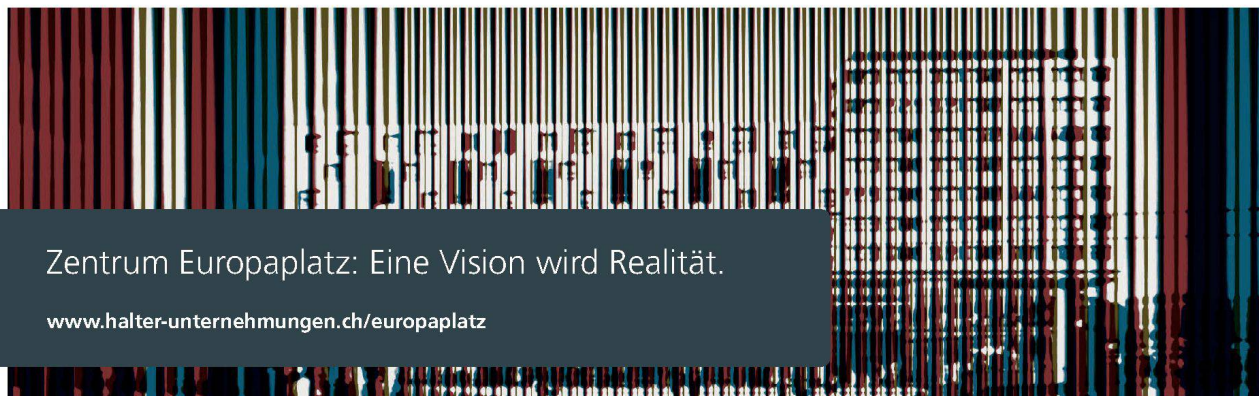 Zentrum Europaplatz: Eine Vision wird Realität.
www.halter-unternehmungen.ch/europaplatz